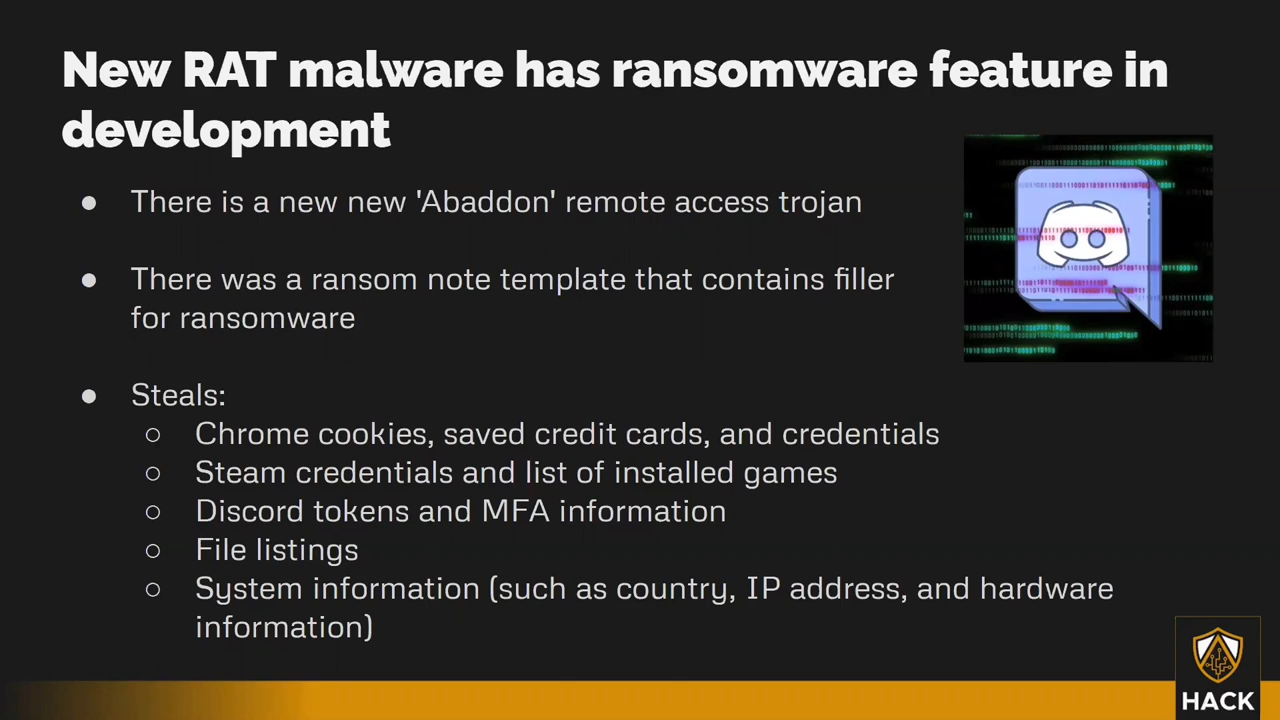 New RAT malware has ransomware feature in
development
● There is a new new 'Abaddon' remote access trojan
● There was a ransom note template that contains filler
for ransomware
● Steals:
○ Chrome cookies, saved credit cards, and credentials
○ Steam credentials and list of installed games
○ Discord tokens and MFA information
○ File listings
○ System information (such as country, IP address, and hardware
information)
HACK